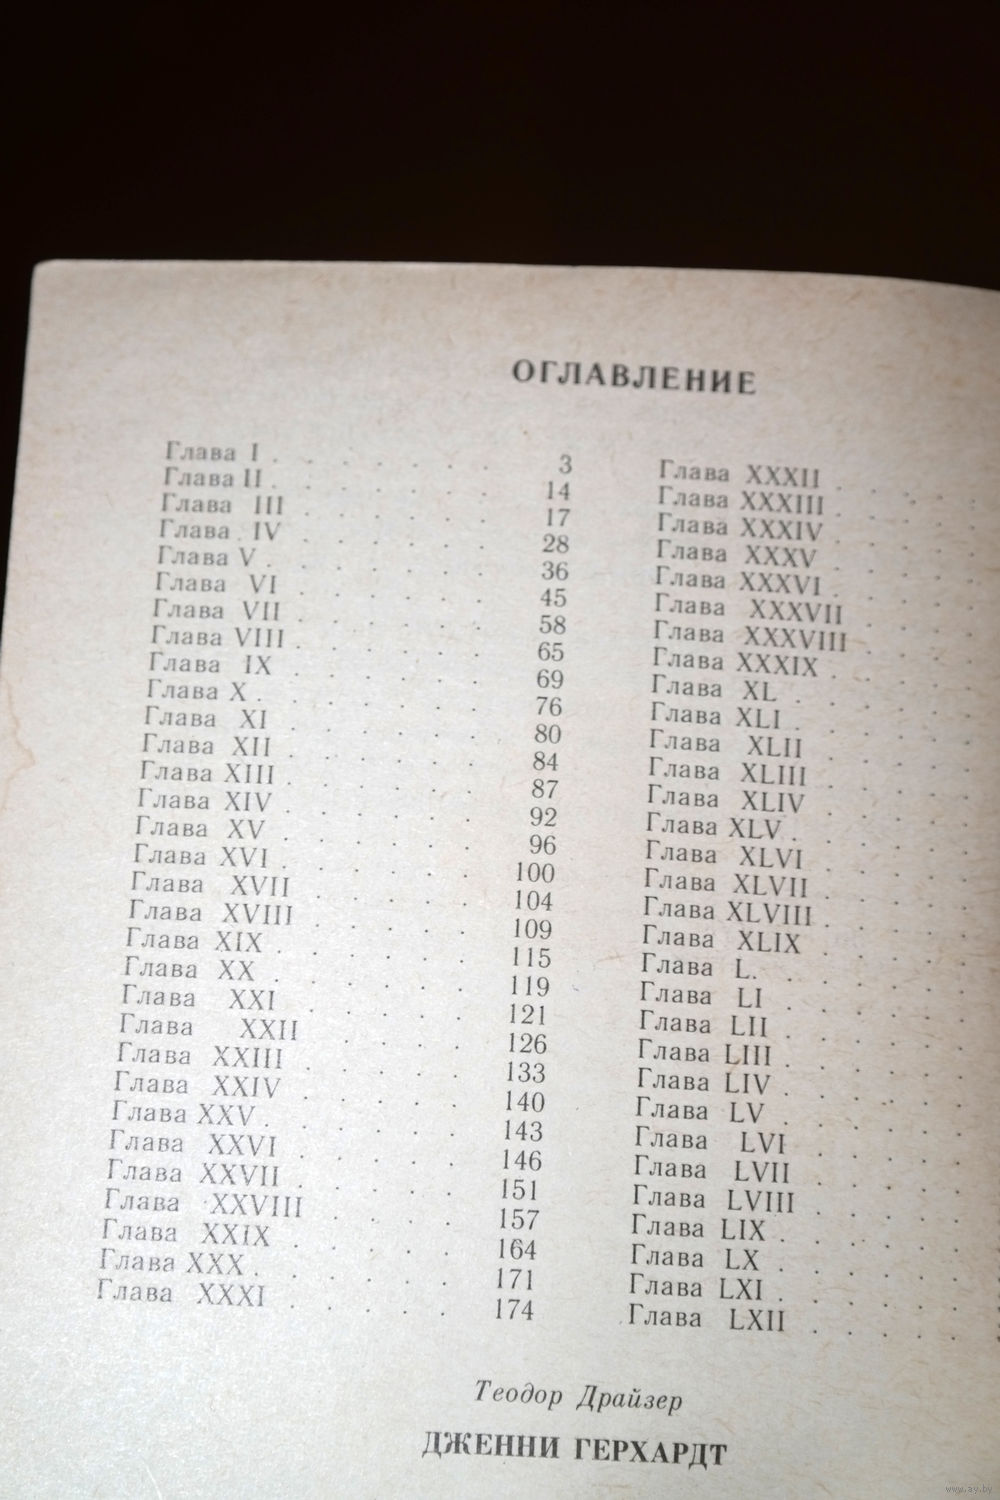 ОГЛАВЛЕНИЕ
Глава I . . . . . . . 3
Глава II . . . . . . . 14
Глава III . . . . . . 17
Глава IV . . . . . . 28
Глава V . . . . . . . 36
Глава VI . . . . . . 45
Глава VII . . . . . . 58
Глава VIII . . . . . . 65
Глава IX . . . . . . 69
Глава X . . . . . . . 76
Глава XI . . . . . . 80
Глава XII . . . . . . 84
Глава XIII . . . . . . 87
Глава XIV . . . . . . 92
Глава XV . . . . . . 96
Глава XVI . . . . . . 100
Глава XVII . . . . . 104
Глава XVIII . . . . . 109
Глава XIX . . . . . . 115
Глава XX . . . . . . 119
Глава XXI . . . . . 121
Глава XXII . . . . . 126
Глава XXIII . . . . . 133
Глава XXIV . . . . . 140
Глава XXV . . . . . . 143
Глава XXVI . . . . . 146
Глава XXVII . . . . . 151
Глава XXVIII . . . . 157
Глава XXIX . . . . . 164
Глава XXX . . . . . . 171
Глава XXXI . . . . . 174
Глава XXXII . . . . .
Глава XXXIII . . . . .
Глава XXXIV . . . . .
Глава XXXV . . . . .
Глава XXXVI . . . . .
Глава XXXVII . . . .
Глава XXXVIII . . . .
Глава XXXIX . . . . .
Глава XL . . . . . .
Глава XLI . . . . . .
Глава XLII . . . . .
Глава XLIII . . . . .
Глава XLIV . . . . .
Глава XLV . . . . . .
Глава XLVI . . . . .
Глава XLVII . . . . .
Глава XLVIII . . . . .
Глава XLIX . . . . .
Глава L. . . . . . .
Глава LI . . . . . .
Глава LII . . . . . .
Глава LIII . . . . . .
Глава LIV . . . . . .
Глава LV . . . . . .
Глава LVI . . . . . .
Глава LVII . . . . .
Глава LVIII . . . . .
Глава LIX . . . . . .
Глава LX . . . . . .
Глава LXI . . . . . .
Глава LXII . . . . .
Теодор Драйзер
ДЖЕННИ ГЕРХАРДТ
www.ay.by